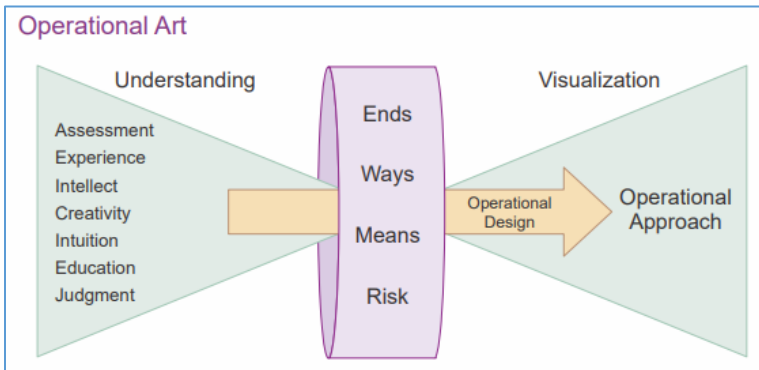 Operational Art
Understanding
Assessment
Experience
Intellect
Creativity
Intuition
Education
Judgment
Ends
Ways
Means
Risk
Visualization
Operational
Design
Operational
Approach